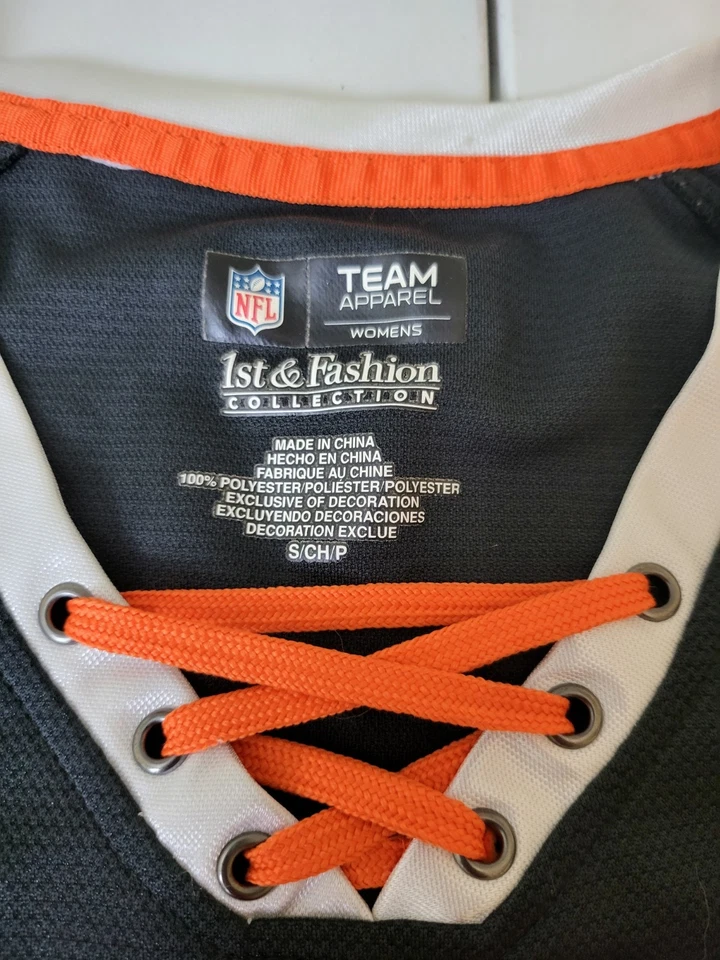 NFL
TEAM
APPAREL
WOMENS
1st & Fashion
COLLECTION
MADE IN CHINA
HECHO EN CHINA
FABRIQUE AU CHINE
100% POLYESTER/POLIÉSTER/POLYESTER
EXCLUSIVE OF DECORATION
EXCLUYENDO DECORACIONES
DECORATION EXCLUE
S/CH/P